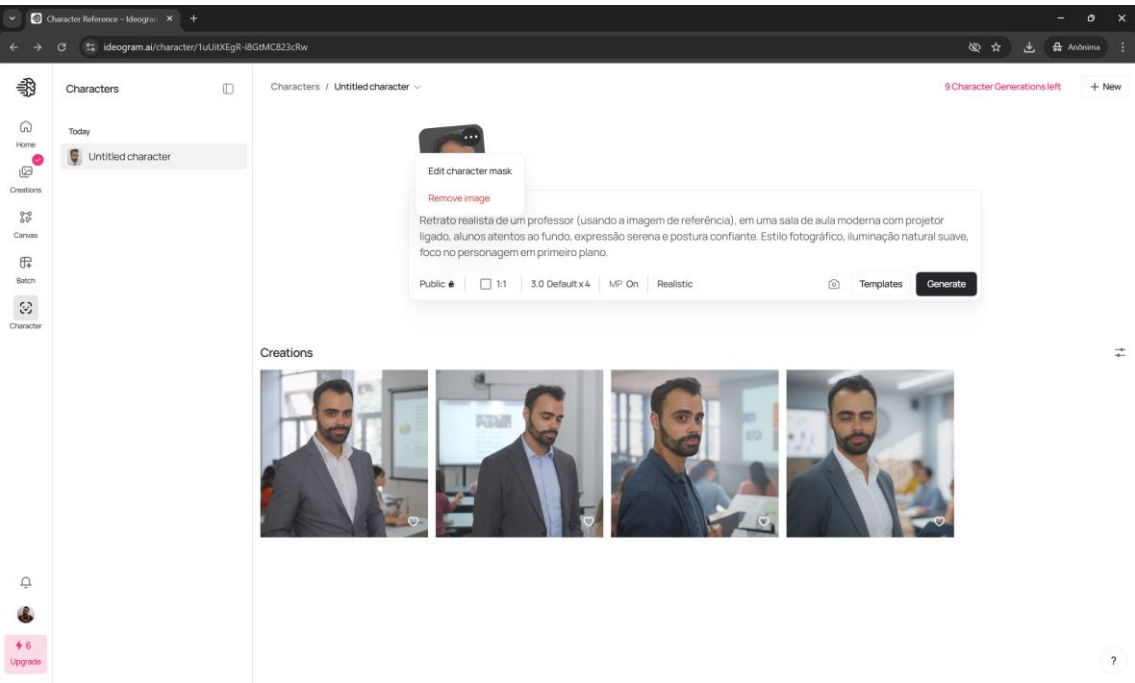 Character Reference – Ideogram
ideogram.ai/character/1uUitXEgR-i8GtMC823cRw
Anônima
Home
Creations
Canvas
Batch
Character
6
Upgrade
Characters
Today
Untitled character
Characters / Untitled character
9 Character Generations left
+ New
Edit character mask
Remove image
Retrato realista de um professor (usando a imagem de referência), em uma sala de aula moderna com projetor
ligado, alunos atentos ao fundo, expressão serena e postura confiante. Estilo fotográfico, iluminação natural suave,
foco no personagem em primeiro plano.
Public 1:1 3.0 Default x 4 MP On Realistic Templates Generate
Creations
?